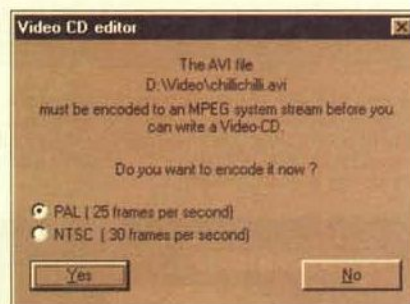 Video CD editor
The AVI file
D:\Video\chillichilli.avi
must be encoded to an MPEG system stream before you
can write a Video-CD.
Do you want to encode it now ?
PAL ( 25 frames per second)
NTSC ( 30 frames per second)
Yes
No